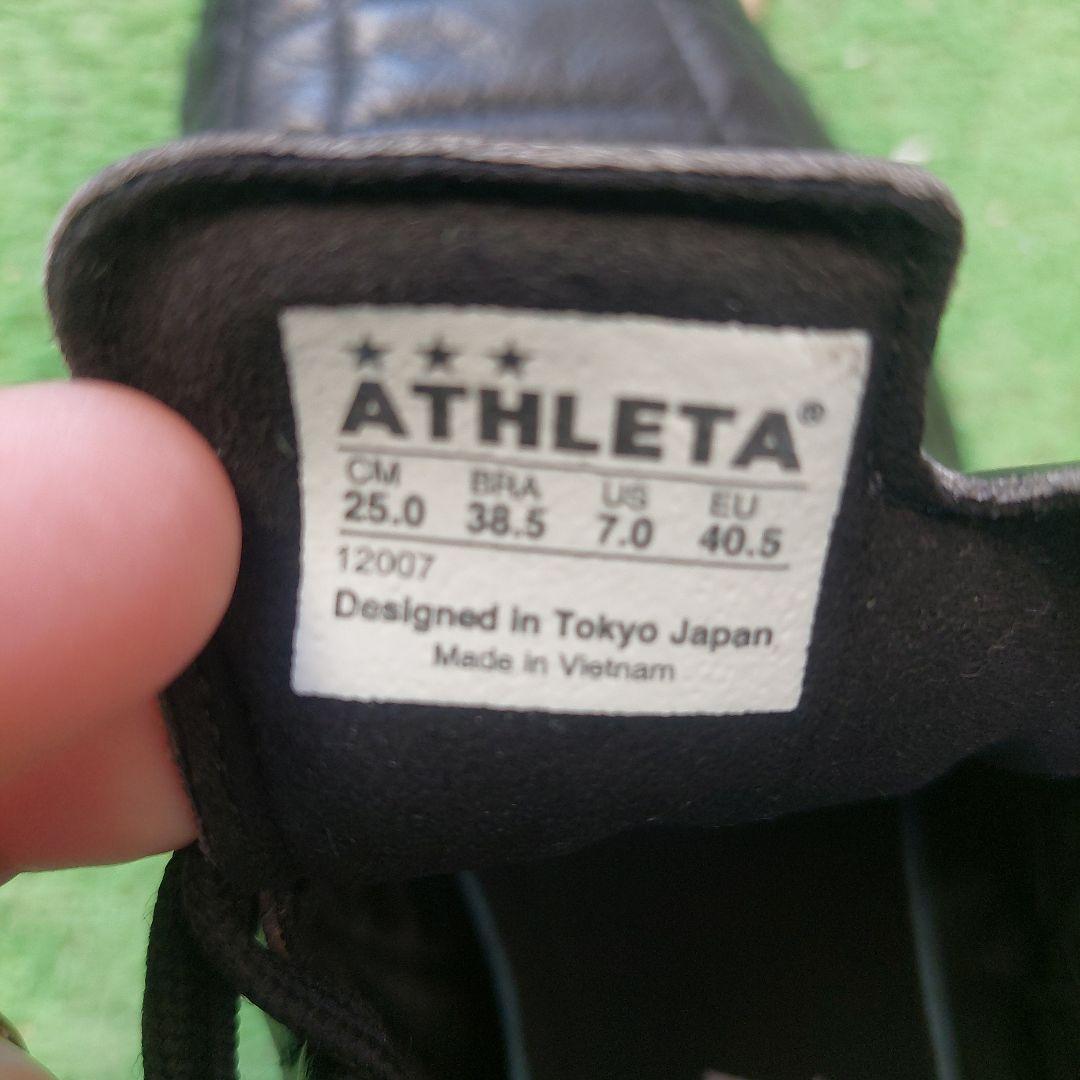 ★★★
ATHLETA®
CM BRA US EU
25.0 38.5 7.0 40.5
12007
Designed in Tokyo Japan
Made in Vietnam